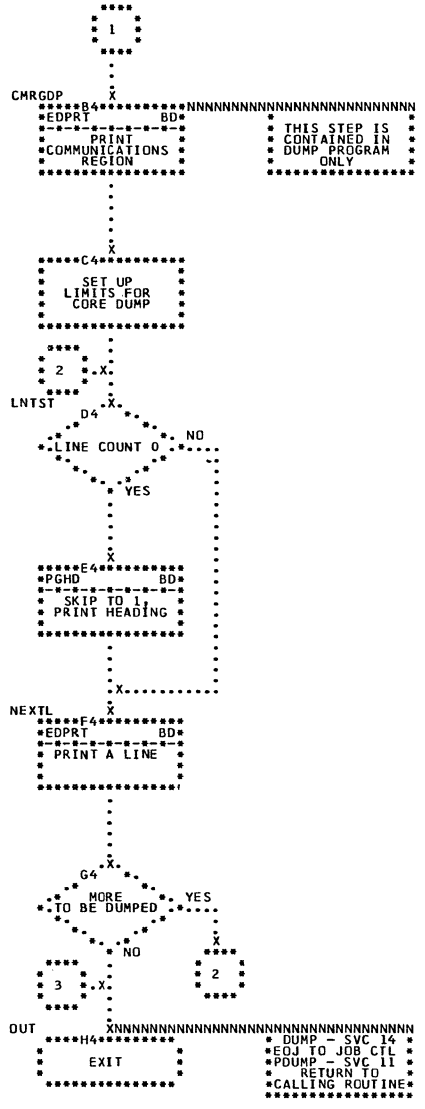 1
CMRGDP
B4
EDPRT BD
PRINT
COMMUNICATIONS
REGION
THIS STEP IS
CONTAINED IN
DUMP PROGRAM
ONLY
C4
SET UP
LIMITS FOR
CORE DUMP
2
LNTST
D4
LINE COUNT 0
NO
YES
E4
PGHD BD
SKIP TO 1,
PRINT HEADING
NEXTL
F4
EDPRT BD
PRINT A LINE
G4
MORE
TO BE DUMPED
YES
NO
2
3
OUT
H4
EXIT
DUMP - SVC 14
EOJ TO JOB CTL
PDUMP - SVC 11
RETURN TO
CALLING ROUTINE